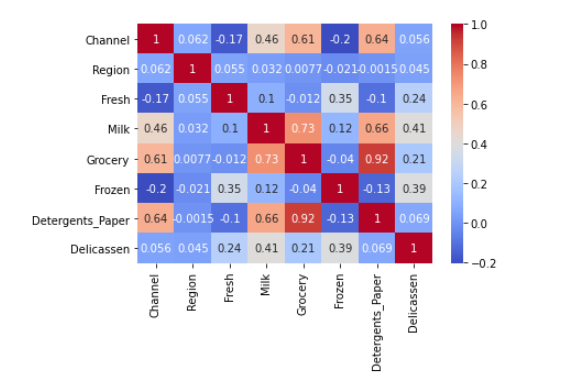 Channel 1 0.062 -0.17 0.46 0.61 -0.2 0.64 0.056
Region 0.062 1 0.055 0.032 0.0077 -0.021 -0.0015 0.045
Fresh -0.17 0.055 1 0.1 -0.012 0.35 -0.1 0.24
Milk 0.46 0.032 0.1 1 0.73 0.12 0.66 0.41
Grocery 0.61 0.0077 -0.012 0.73 1 -0.04 0.92 0.21
Frozen -0.2 -0.021 0.35 0.12 -0.04 1 -0.13 0.39
Detergents_Paper 0.64 -0.0015 -0.1 0.66 0.92 -0.13 1 0.069
Delicassen 0.056 0.045 0.24 0.41 0.21 0.39 0.069 1
Channel
Region
Fresh
Milk
Grocery
Frozen
Detergents_Paper
Delicassen
1.0
0.8
0.6
0.4
0.2
0.0
-0.2